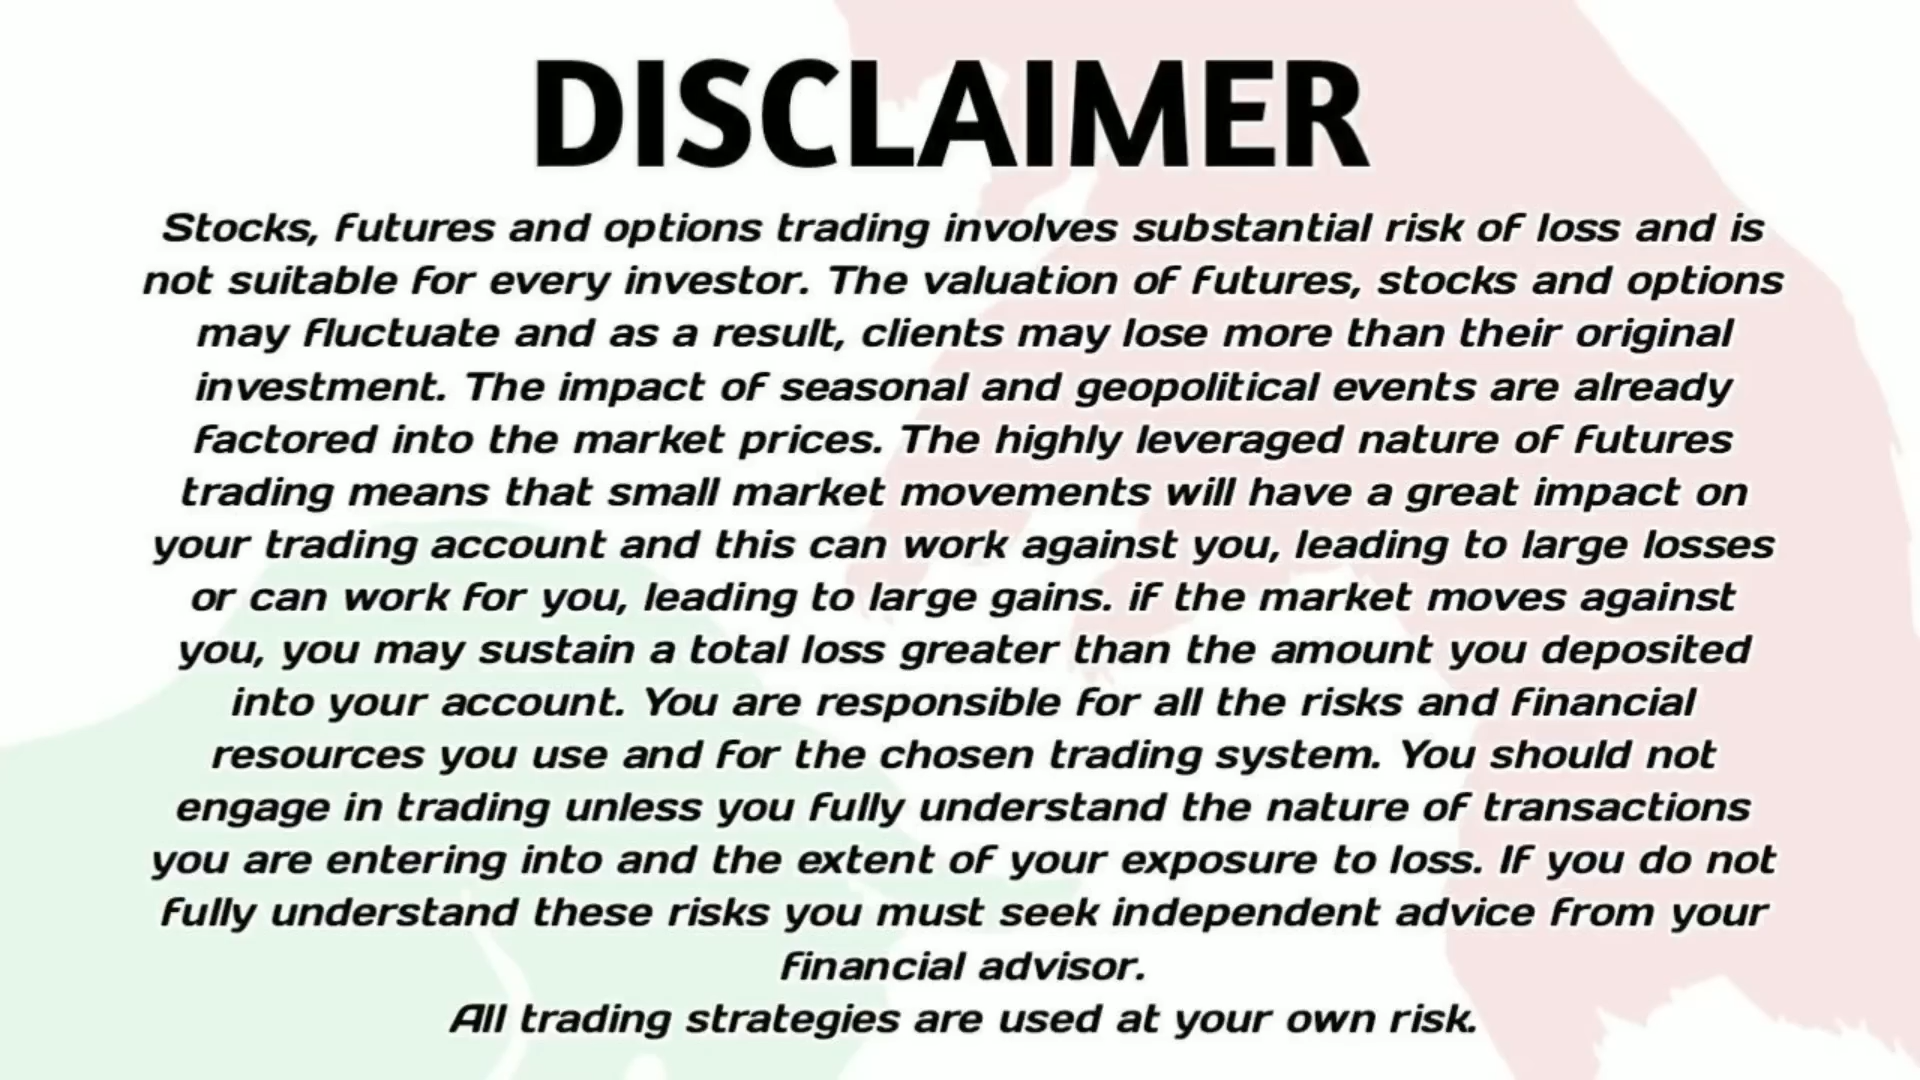 DISCLAIMER
Stocks, futures and options trading involves substantial risk of loss and is
not suitable for every investor. The valuation of futures, stocks and options
may fluctuate and as a result, clients may lose more than their original
investment. The impact of seasonal and geopolitical events are already
factored into the market prices. The highly leveraged nature of futures
trading means that small market movements will have a great impact on
your trading account and this can work against you, leading to large losses
or can work for you, leading to large gains. if the market moves against
you, you may sustain a total loss greater than the amount you deposited
into your account. You are responsible for all the risks and financial
resources you use and for the chosen trading system. You should not
engage in trading unless you fully understand the nature of transactions
you are entering into and the extent of your exposure to loss. If you do not
fully understand these risks you must seek independent advice from your
financial advisor.
All trading strategies are used at your own risk.